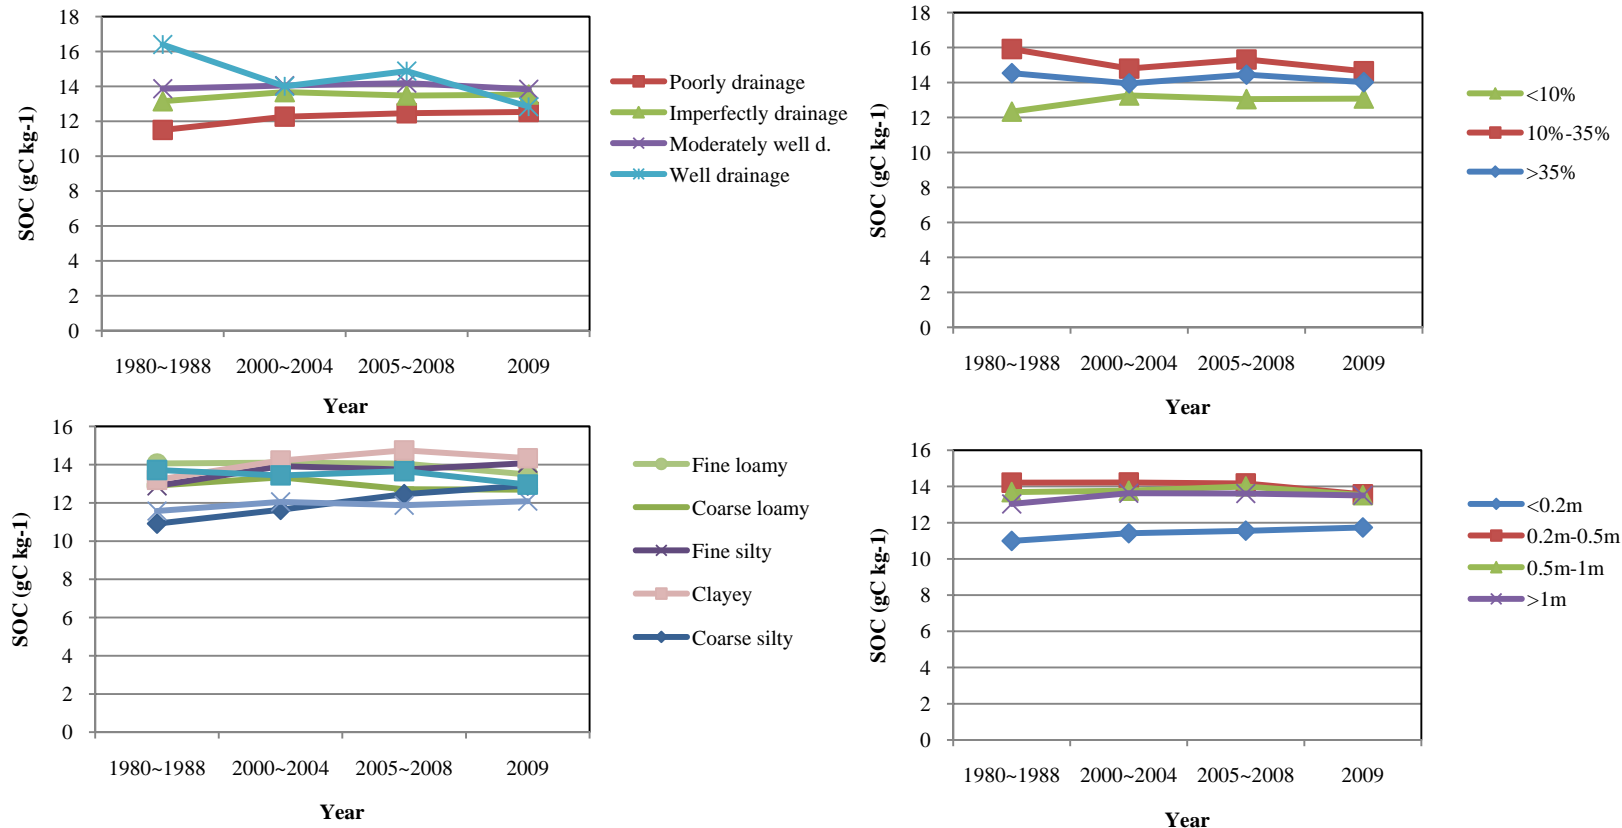 18
16
14
12
10
8
6
4
2
0
SOC (gC kg-1)
1980~1988 2000~2004 2005~2008 2009
Year
Poorly drainage
Imperfectly drainage
Moderately well d.
Well drainage
18
16
14
12
10
8
6
4
2
0
SOC (gC kg-1)
1980~1988 2000~2004 2005~2008 2009
Year
<10%
10%-35%
>35%
16
14
12
10
8
6
4
2
0
SOC (gC kg-1)
1980~1988 2000~2004 2005~2008 2009
Year
Fine loamy
Coarse loamy
Fine silty
Clayey
Coarse silty
16
14
12
10
8
6
4
2
0
SOC (gC kg-1)
1980~1988 2000~2004 2005~2008 2009
Year
<0.2m
0.2m-0.5m
0.5m-1m
>1m